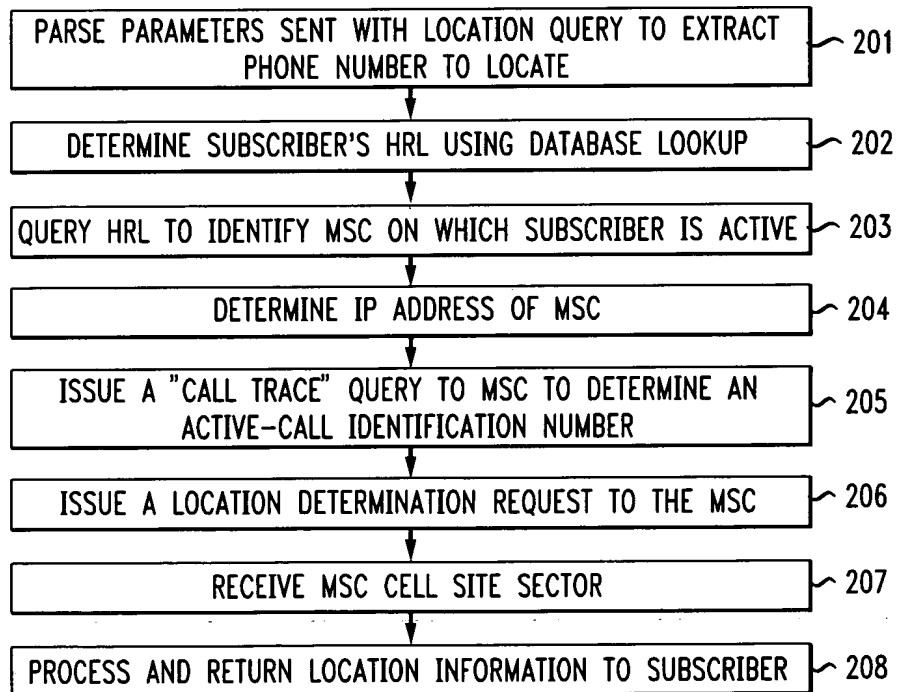 PARSE PARAMETERS SENT WITH LOCATION QUERY TO EXTRACT
PHONE NUMBER TO LOCATE
201
DETERMINE SUBSCRIBER'S HRL USING DATABASE LOOKUP
202
QUERY HRL TO IDENTIFY MSC ON WHICH SUBSCRIBER IS ACTIVE
203
DETERMINE IP ADDRESS OF MSC
204
ISSUE A "CALL TRACE" QUERY TO MSC TO DETERMINE AN
ACTIVE-CALL IDENTIFICATION NUMBER
205
ISSUE A LOCATION DETERMINATION REQUEST TO THE MSC
206
RECEIVE MSC CELL SITE SECTOR
207
PROCESS AND RETURN LOCATION INFORMATION TO SUBSCRIBER
208